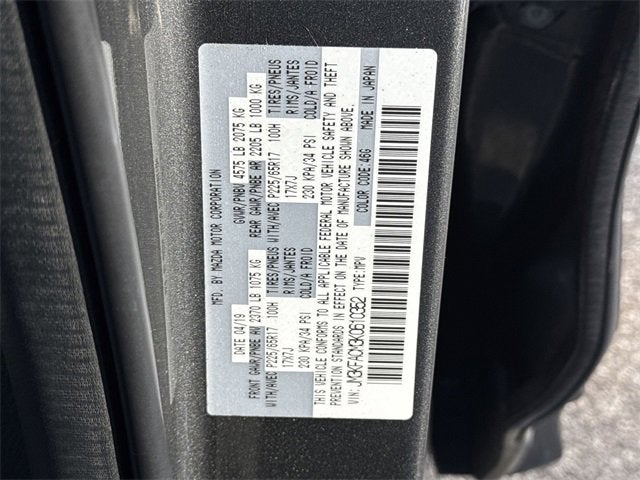 MFD BY MAZDA MOTOR CORPORATION
DATE 04/19 GVWR/PNBV 4575 LB 2075 KG
FRONT GAWR/PNBE AV 2370 LB 1075 KG REAR GAWR/PNBE AR 2205 LB 1000 KG
WITH/AVEC P225/65R17 100H TIRES/PNEUS WITH/AVEC P225/65R17 100H TIRES/PNEUS
17X7J RIMS/JANTES 17X7J RIMS/JANTES
230 KPA/34 PSI COLD/A FROID 230 KPA/34 PSI COLD/A FROID
THIS VEHICLE CONFORMS TO ALL APPLICABLE FEDERAL MOTOR VEHICLE SAFETY AND THEFT
PREVENTION STANDARDS IN EFFECT ON THE DATE OF MANUFACTURE SHOWN ABOVE.
VIN: JM3KFACM3K0610352 TYPE: MPV COLOR CODE: 46G MADE IN JAPAN